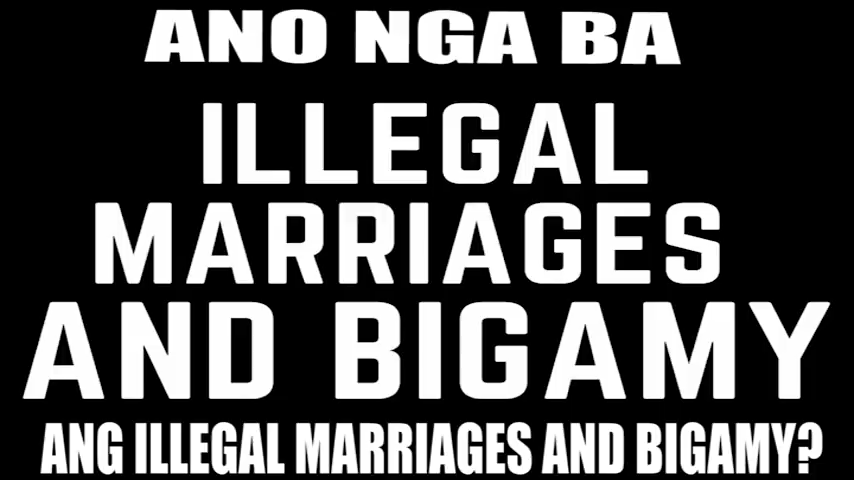 ANO NGA BA
ILLEGAL
MARRIAGES
AND BIGAMY
ANG ILLEGAL MARRIAGES AND BIGAMY?